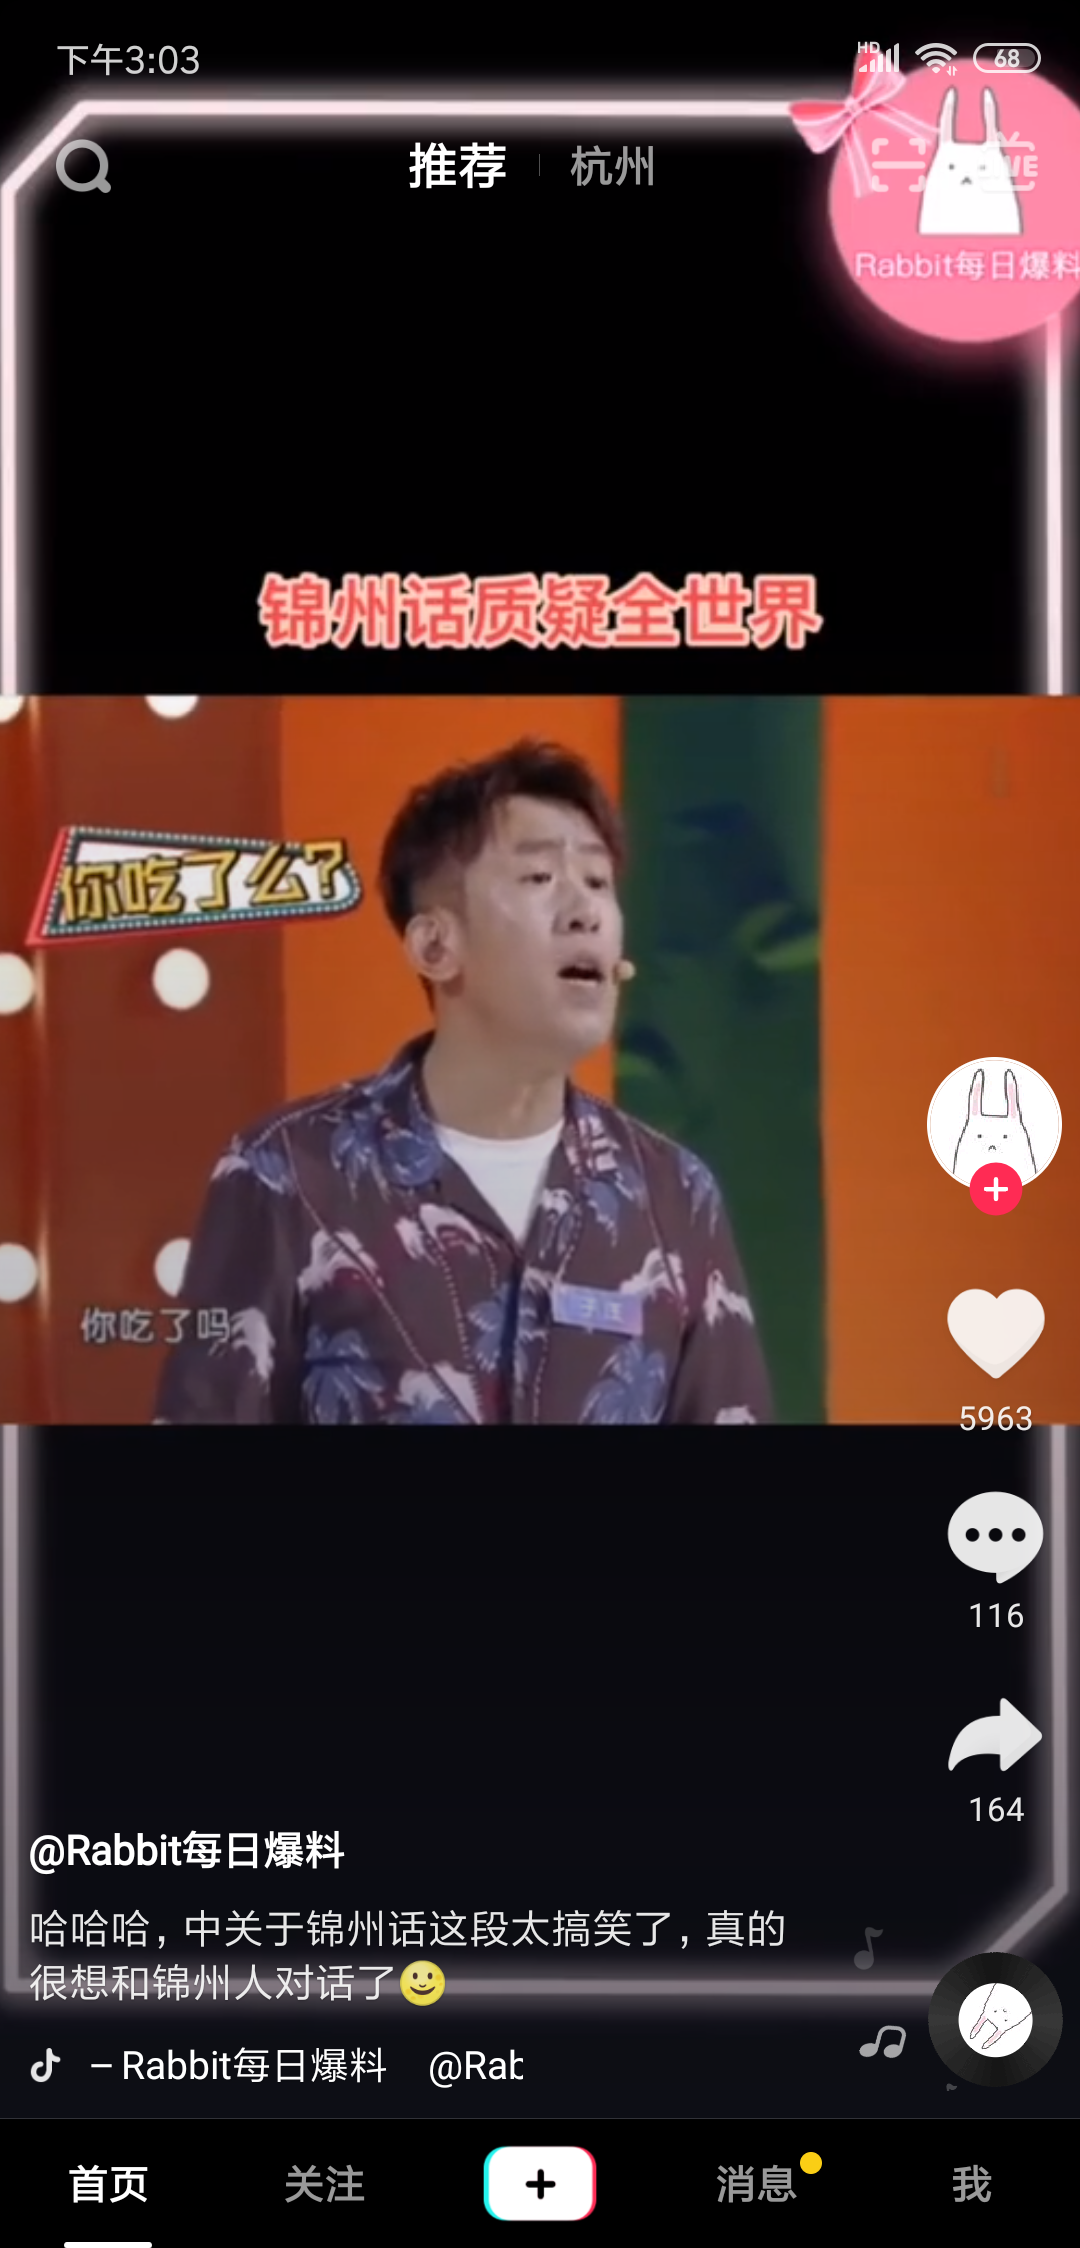 下午3:03
HD
68
推荐
杭州
LIVE
Rabbit每日爆料
锦州话质疑全世界
你吃了么?
你吃了吗
5963
116
164
@Rabbit每日爆料
哈哈哈，中关于锦州话这段太搞笑了，真的
很想和锦州人对话了
– Rabbit每日爆料 @Rab
首页
关注
消息
我